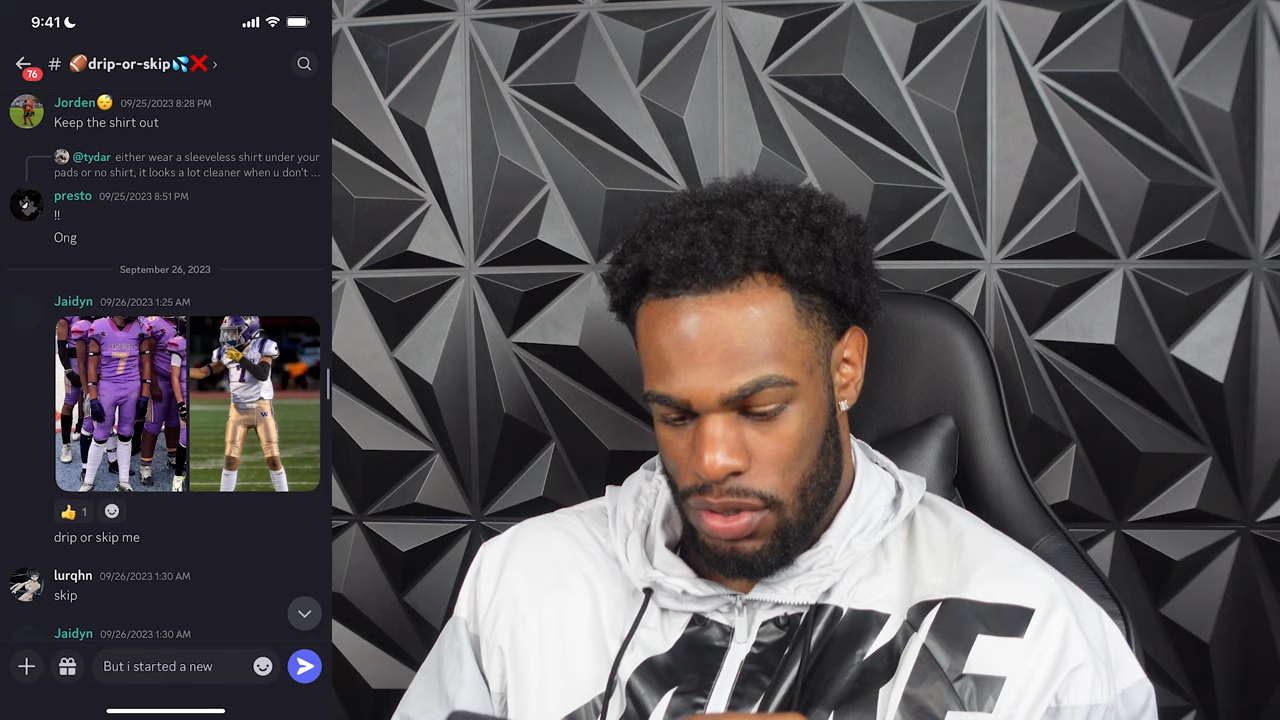 9:41
76
# 🏈drip-or-skip💦❌ ›
Jorden😴 09/25/2023 8:28 PM
Keep the shirt out
@tydar either wear a sleeveless shirt under your
pads or no shirt, it looks a lot cleaner when u don't ...
presto 09/25/2023 8:51 PM
!!
Ong
September 26, 2023
Jaidyn 09/26/2023 1:25 AM
7
W
👍 1
drip or skip me
lurqhn 09/26/2023 1:30 AM
skip
Jaidyn 09/26/2023 1:30 AM
But i started a new
NIKE